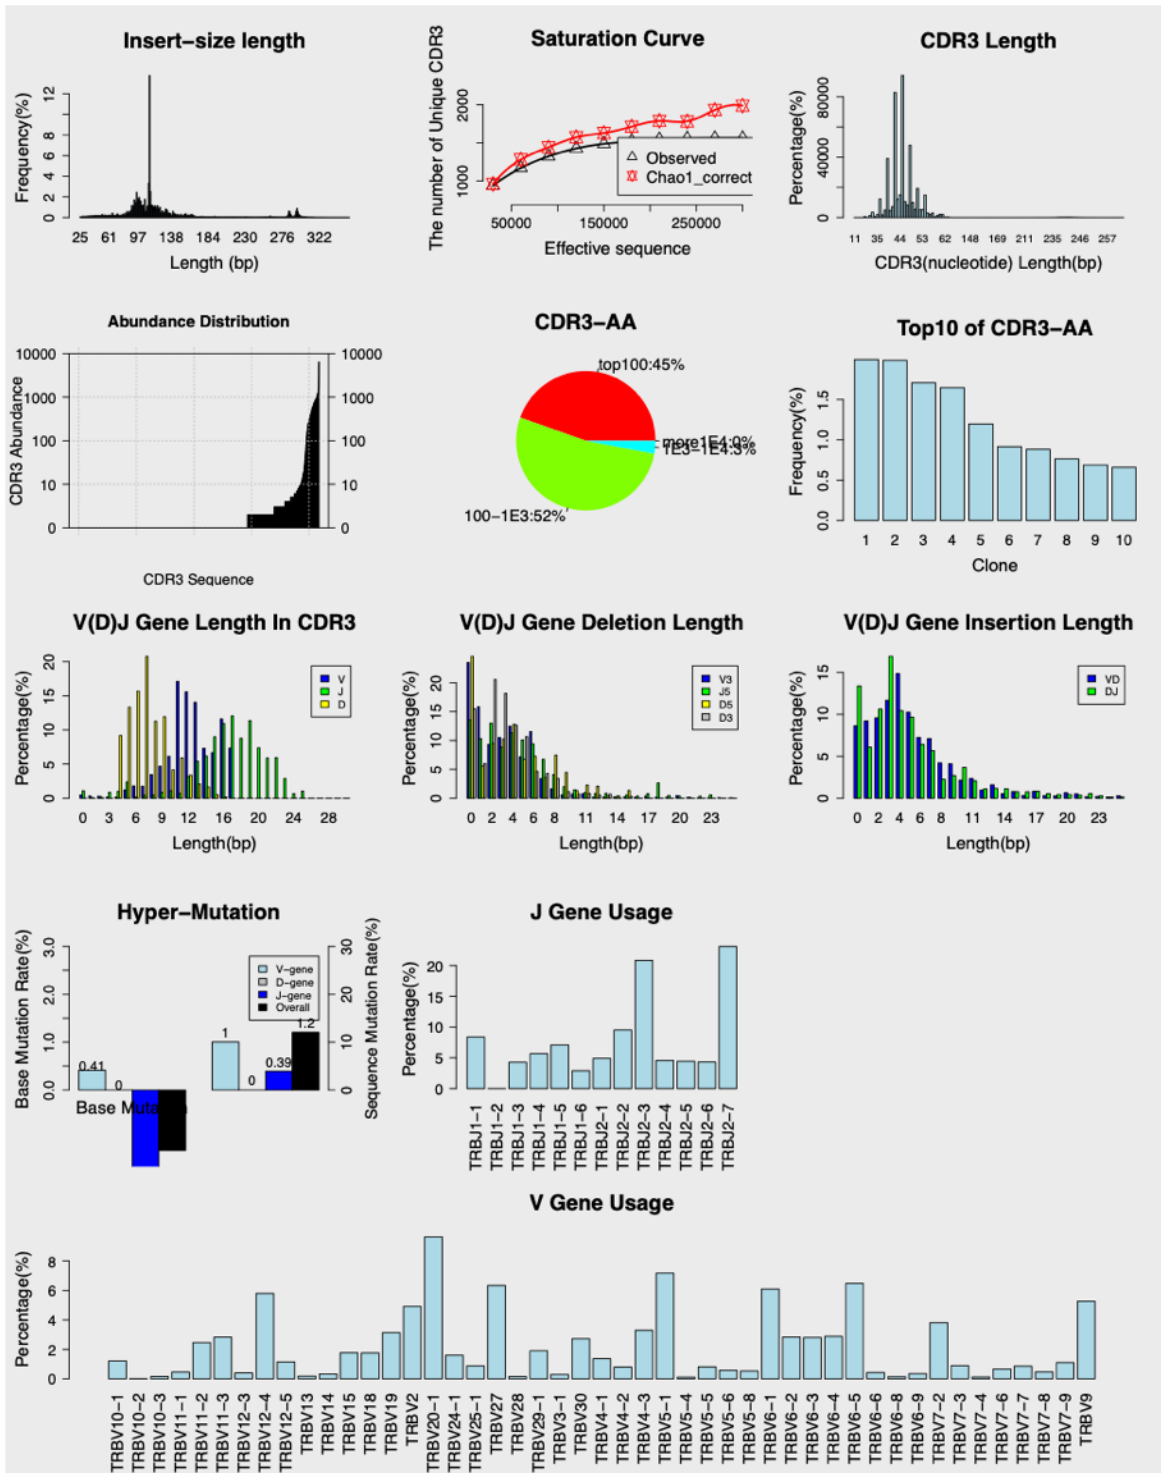 Insert-size length
Frequency(%)
12
10
8
6
4
2
0
25 61 97 138 184 230 276 322
Length (bp)
Saturation Curve
The number of Unique CDR3
2000
1000
Observed
Chao1_correct
500000 1500000 2500000
Effective sequence
CDR3 Length
Percentage(%)
80000
40000
0
11 35 44 53 62 148 169 211 235 246 257
CDR3(nucleotide) Length(bp)
Abundance Distribution
CDR3 Abundance
10000 10000
1000 1000
100 100
10 10
0 0
CDR3 Sequence
CDR3-AA
top100:45%
more1E4:0%
1E3-1E4:3%
100-1E3:52%
Top10 of CDR3-AA
Frequency(%)
1.5
1.0
0.5
0.0
1 2 3 4 5 6 7 8 9 10
Clone
V(D)J Gene Length In CDR3
Percentage(%)
20
15
10
5
0
V
J
D
0 3 6 9 12 16 20 24 28
Length(bp)
V(D)J Gene Deletion Length
Percentage(%)
20
15
10
5
0
V3
J5
D5
D3
0 2 4 6 8 11 14 17 20 23
Length(bp)
V(D)J Gene Insertion Length
Percentage(%)
15
10
5
0
VD
DJ
0 2 4 6 8 11 14 17 20 23
Length(bp)
Hyper-Mutation
Base Mutation Rate(%)
3.0
2.0
1.0
0.0
Sequence Mutation Rate(%)
30
20
10
0
V-gene
D-gene
J-gene
Overall
0.41 0 1 0 0.39 1.2
Base Mutation
J Gene Usage
Percentage(%)
20
15
10
5
0
TRBJ1-1
TRBJ1-2
TRBJ1-3
TRBJ1-4
TRBJ1-5
TRBJ1-6
TRBJ2-1
TRBJ2-2
TRBJ2-3
TRBJ2-4
TRBJ2-5
TRBJ2-6
TRBJ2-7
V Gene Usage
Percentage(%)
8
6
4
2
0
TRBV10-1
TRBV10-2
TRBV10-3
TRBV11-1
TRBV11-2
TRBV11-3
TRBV12-3
TRBV12-4
TRBV12-5
TRBV13
TRBV14
TRBV15
TRBV18
TRBV19
TRBV2
TRBV20-1
TRBV24-1
TRBV25-1
TRBV27
TRBV28
TRBV29-1
TRBV3-1
TRBV30
TRBV4-1
TRBV4-2
TRBV4-3
TRBV5-1
TRBV5-4
TRBV5-5
TRBV5-6
TRBV5-8
TRBV6-1
TRBV6-2
TRBV6-3
TRBV6-4
TRBV6-5
TRBV6-6
TRBV6-8
TRBV6-9
TRBV7-2
TRBV7-3
TRBV7-4
TRBV7-6
TRBV7-7
TRBV7-8
TRBV7-9
TRBV9